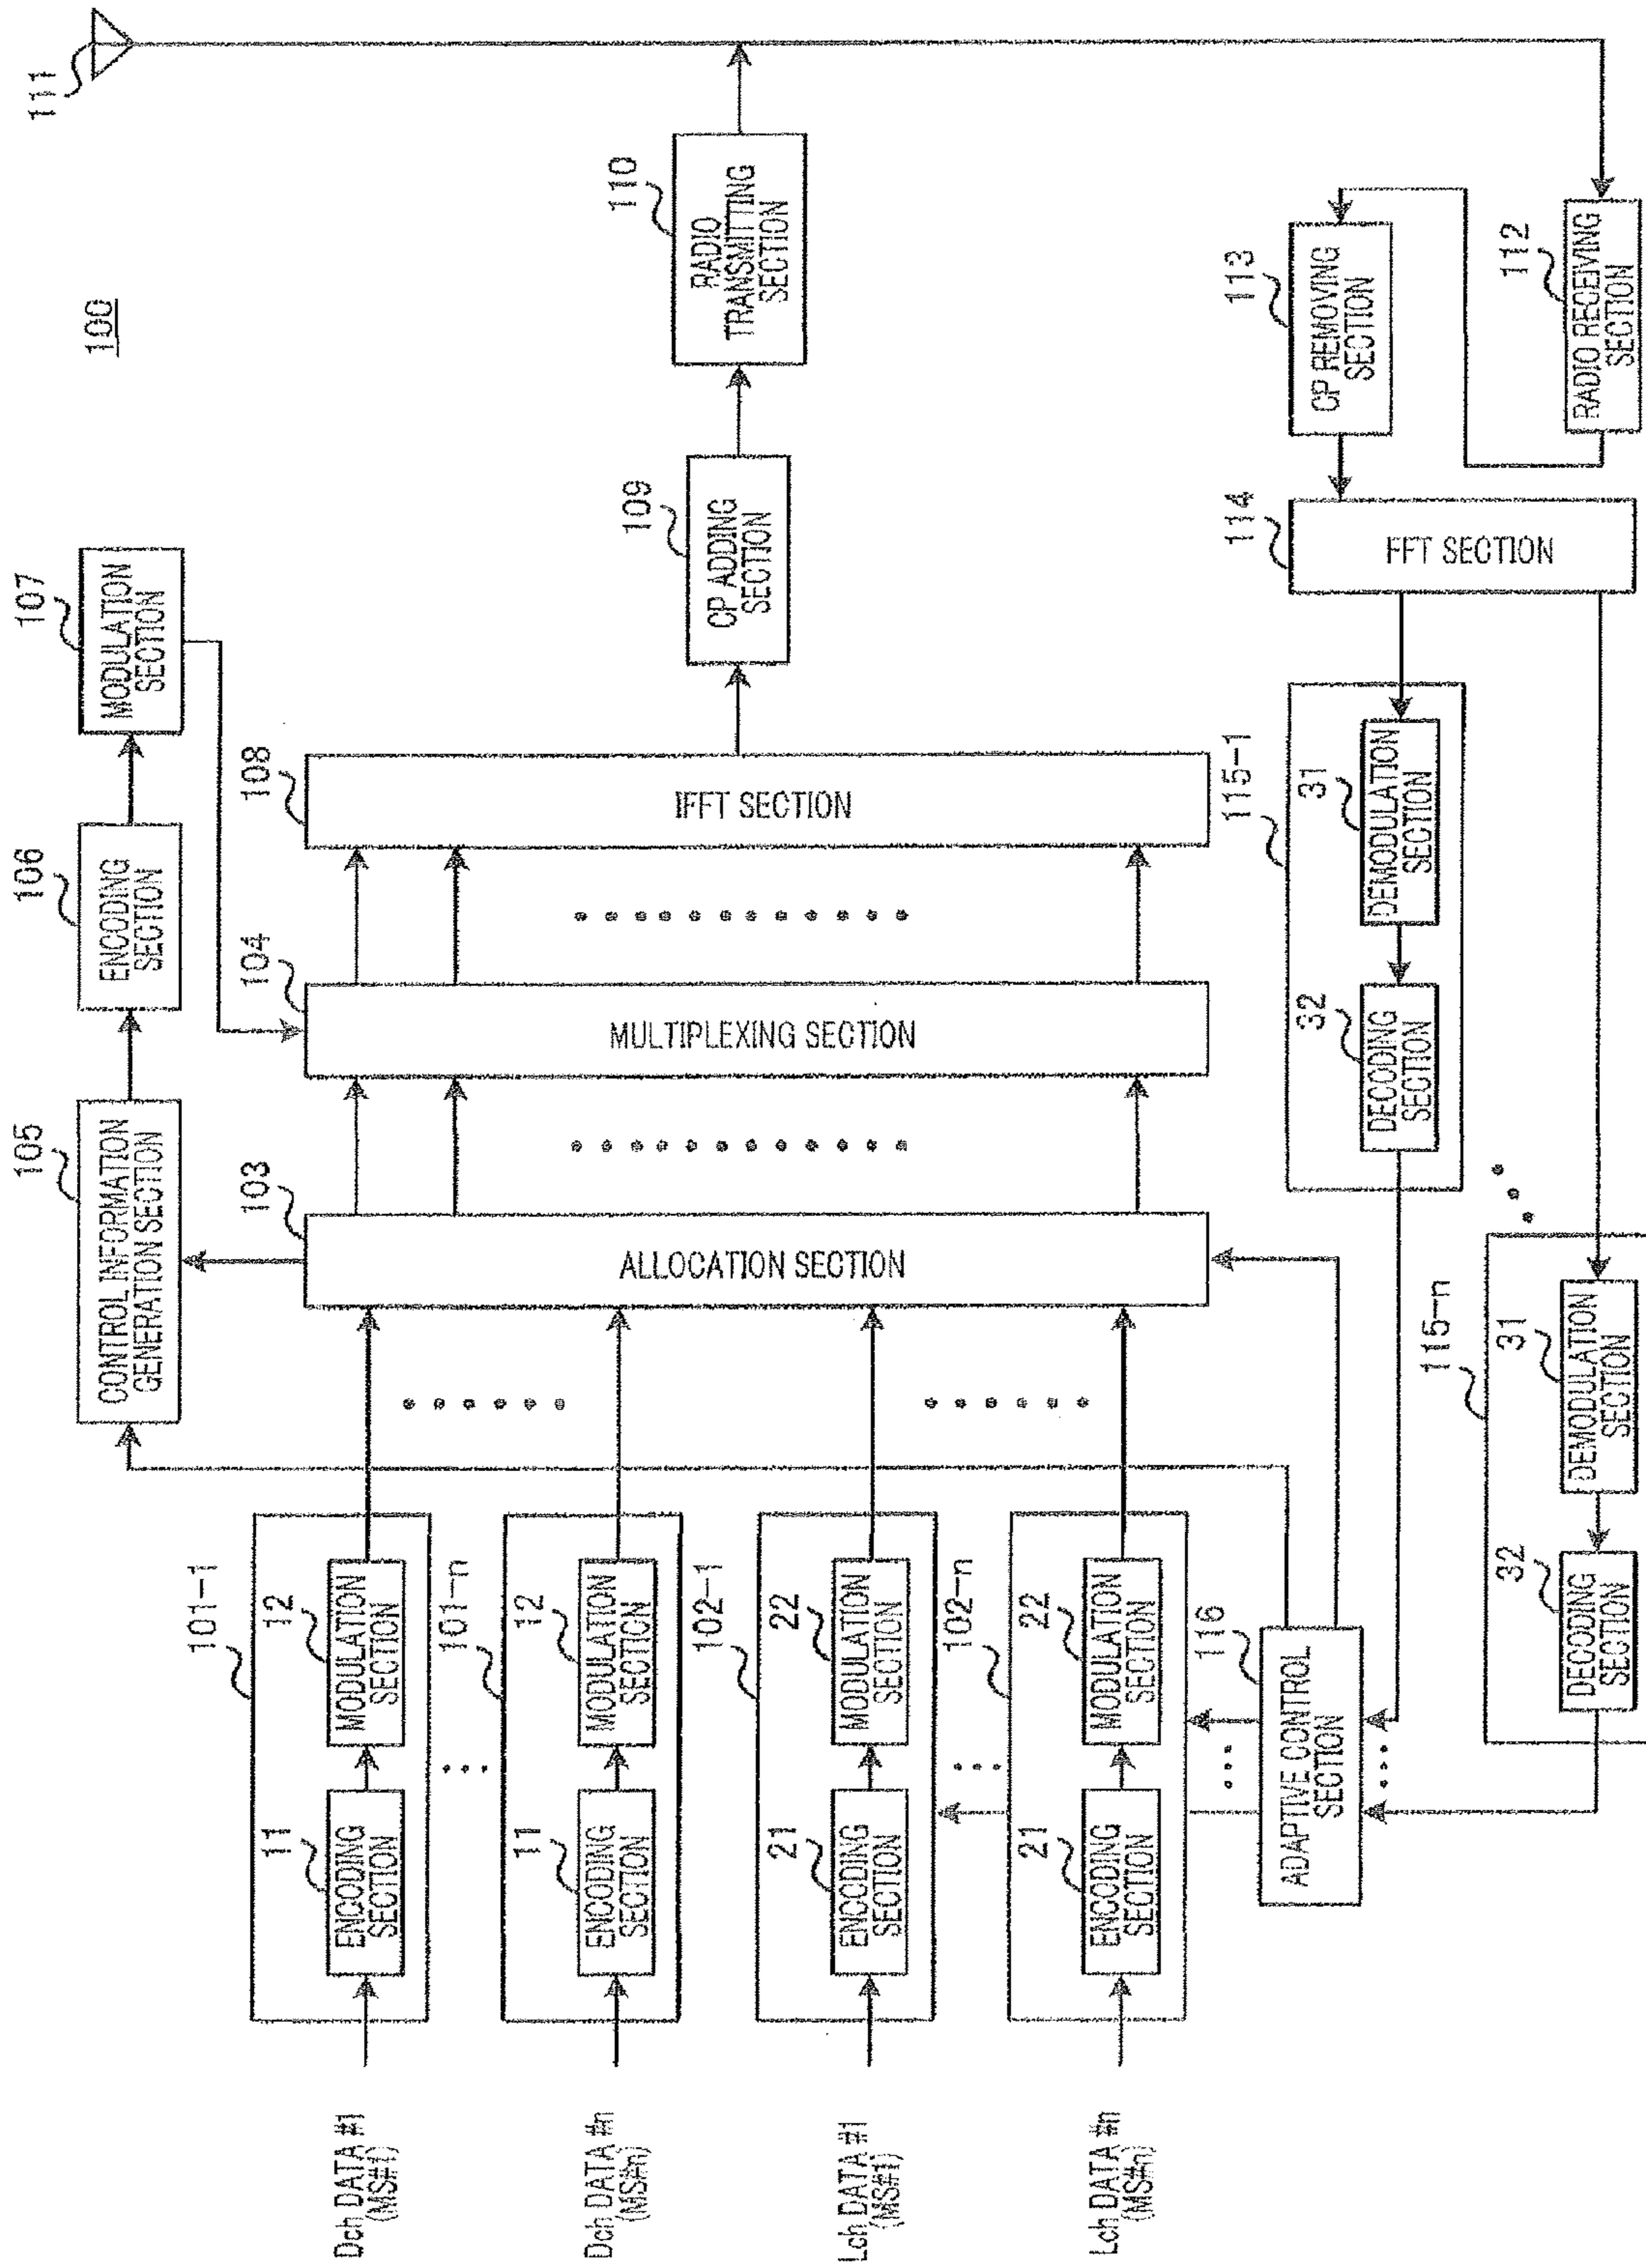 100
111
105
CONTROL INFORMATION
GENERATION SECTION
106
ENCODING
SECTION
107
MODULATION
SECTION
Dch DATA #1
(MS#1)
101-1
11
ENCODING
SECTION
12
MODULATION
SECTION
Dch DATA #n
(MS#n)
101-n
11
ENCODING
SECTION
12
MODULATION
SECTION
Lch DATA #1
(MS#1)
102-1
21
ENCODING
SECTION
22
MODULATION
SECTION
Lch DATA #n
(MS#n)
102-n
21
ENCODING
SECTION
22
MODULATION
SECTION
103
ALLOCATION SECTION
104
MULTIPLEXING SECTION
108
IFFT SECTION
109
CP ADDING
SECTION
110
RADIO
TRANSMITTING
SECTION
116
ADAPTIVE CONTROL
SECTION
115-1
32
DECODING
SECTION
31
DEMODULATION
SECTION
114
FFT SECTION
113
CP REMOVING
SECTION
112
RADIO RECEIVING
SECTION
115-n
32
DECODING
SECTION
31
DEMODULATION
SECTION